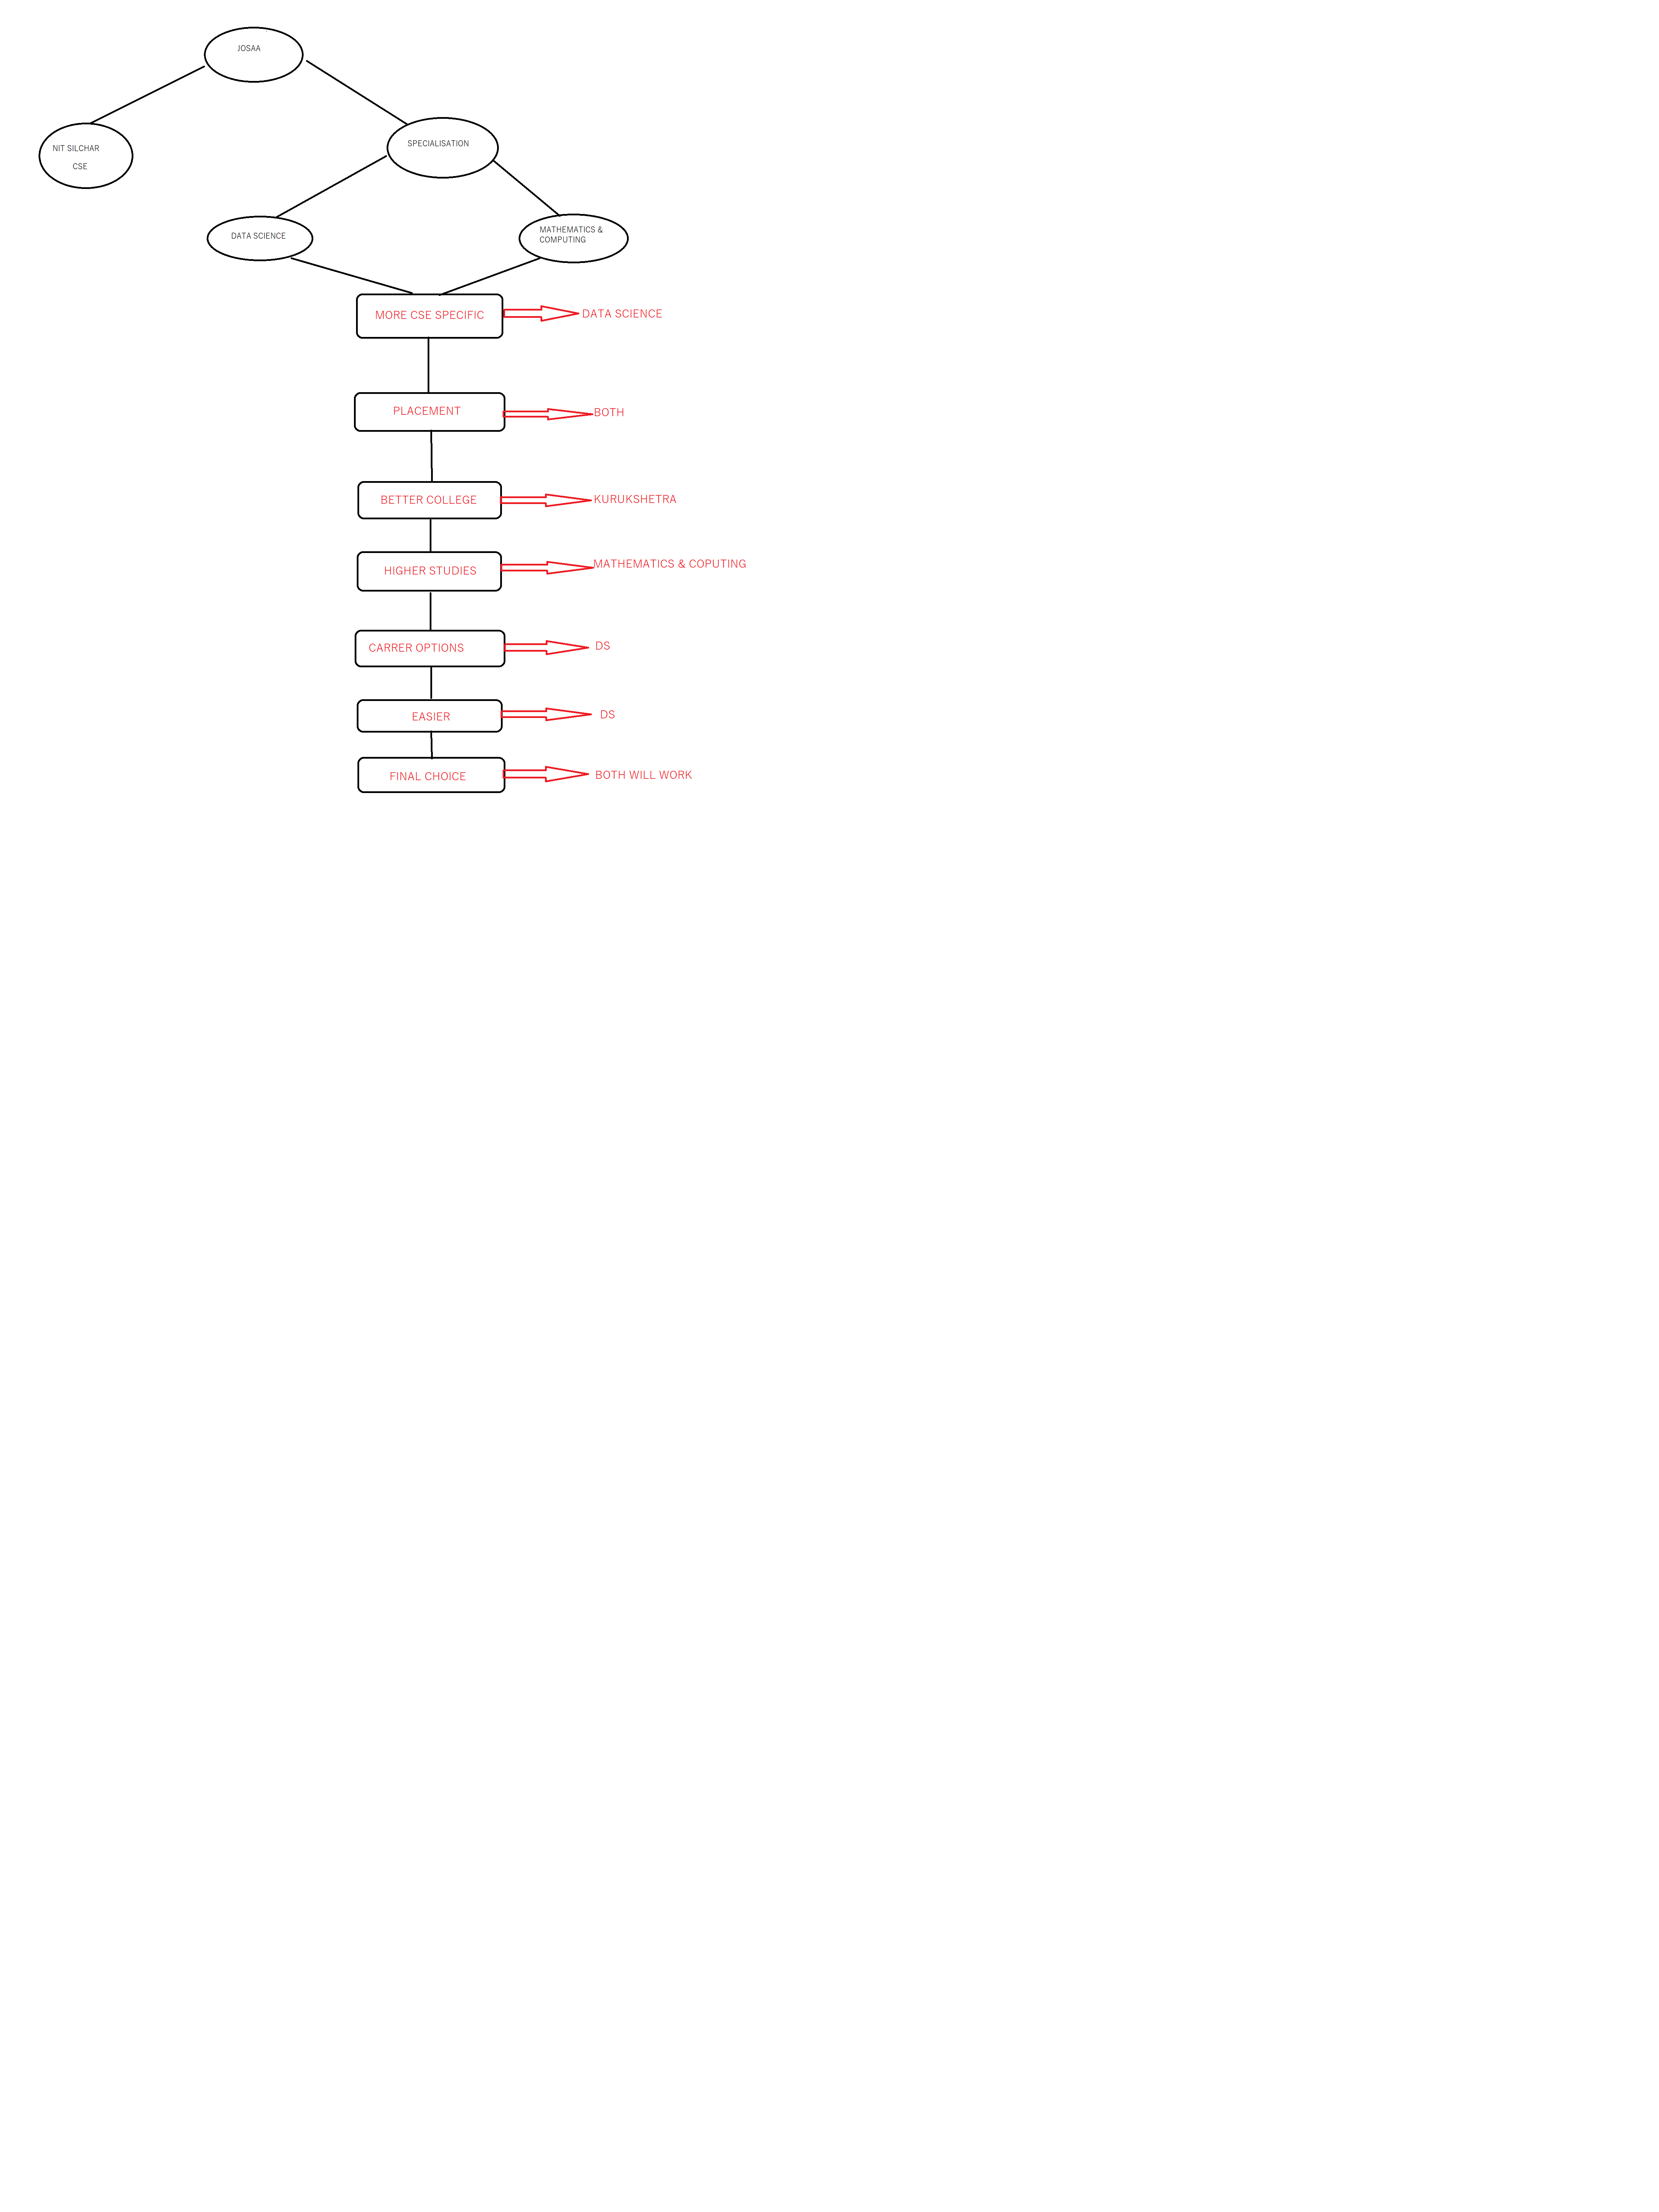 JOSAA
NIT SILCHAR
CSE
SPECIALISATION
DATA SCIENCE
MATHEMATICS &
COMPUTING
MORE CSE SPECIFIC
DATA SCIENCE
PLACEMENT
BOTH
BETTER COLLEGE
KURUKSHETRA
HIGHER STUDIES
MATHEMATICS & COPUTING
CARRER OPTIONS
DS
EASIER
DS
FINAL CHOICE
BOTH WILL WORK